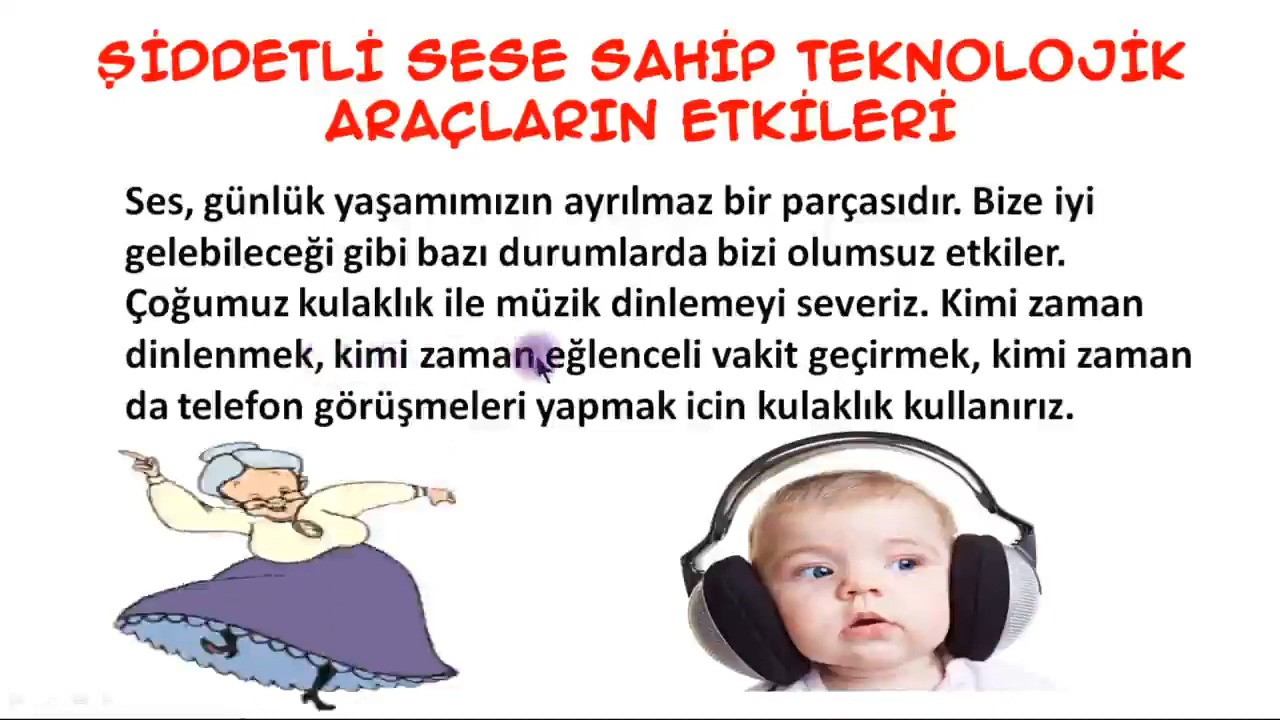 ŞİDDETLİ SESE SAHİP TEKNOLOJİK
ARAÇLARIN ETKİLERİ
Ses, günlük yaşamımızın ayrılmaz bir parçasıdır. Bize iyi
gelebileceği gibi bazı durumlarda bizi olumsuz etkiler.
Çoğumuz kulaklık ile müzik dinlemeyi severiz. Kimi zaman
dinlenmek, kimi zaman eğlenceli vakit geçirmek, kimi zaman
da telefon görüşmeleri yapmak icin kulaklık kullanırız.